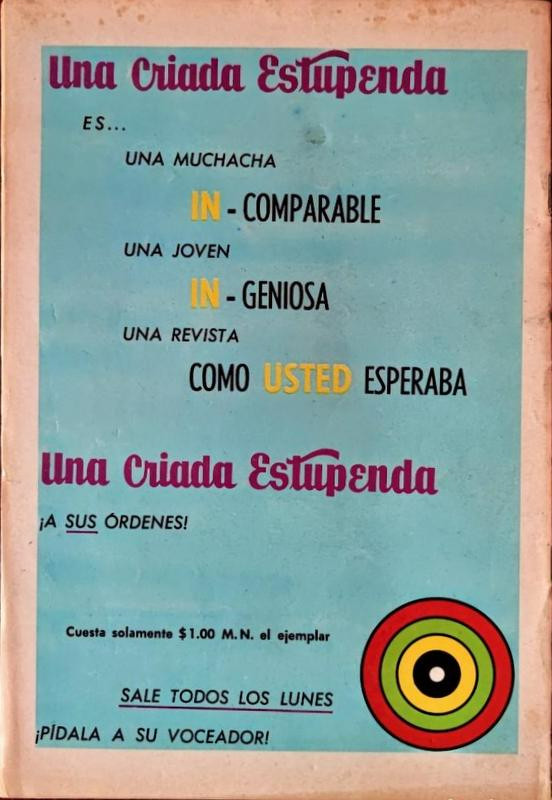 Una Criada Estupenda
ES...
UNA MUCHACHA
IN - COMPARABLE
UNA JOVEN
IN - GENIOSA
UNA REVISTA
COMO USTED ESPERABA
Una Criada Estupenda
¡A SUS ÓRDENES!
Cuesta solamente $1.00 M.N. el ejemplar
SALE TODOS LOS LUNES
¡PÍDALA A SU VOCEADOR!